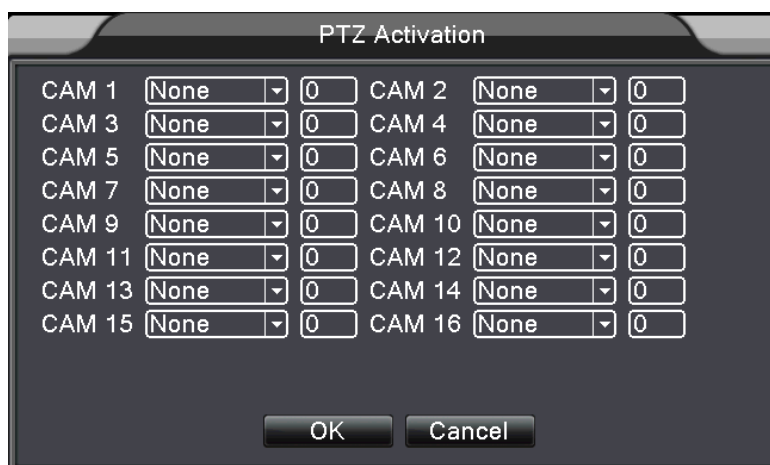 PTZ Activation
CAM 1 None 0 CAM 2 None 0
CAM 3 None 0 CAM 4 None 0
CAM 5 None 0 CAM 6 None 0
CAM 7 None 0 CAM 8 None 0
CAM 9 None 0 CAM 10 None 0
CAM 11 None 0 CAM 12 None 0
CAM 13 None 0 CAM 14 None 0
CAM 15 None 0 CAM 16 None 0
OK Cancel